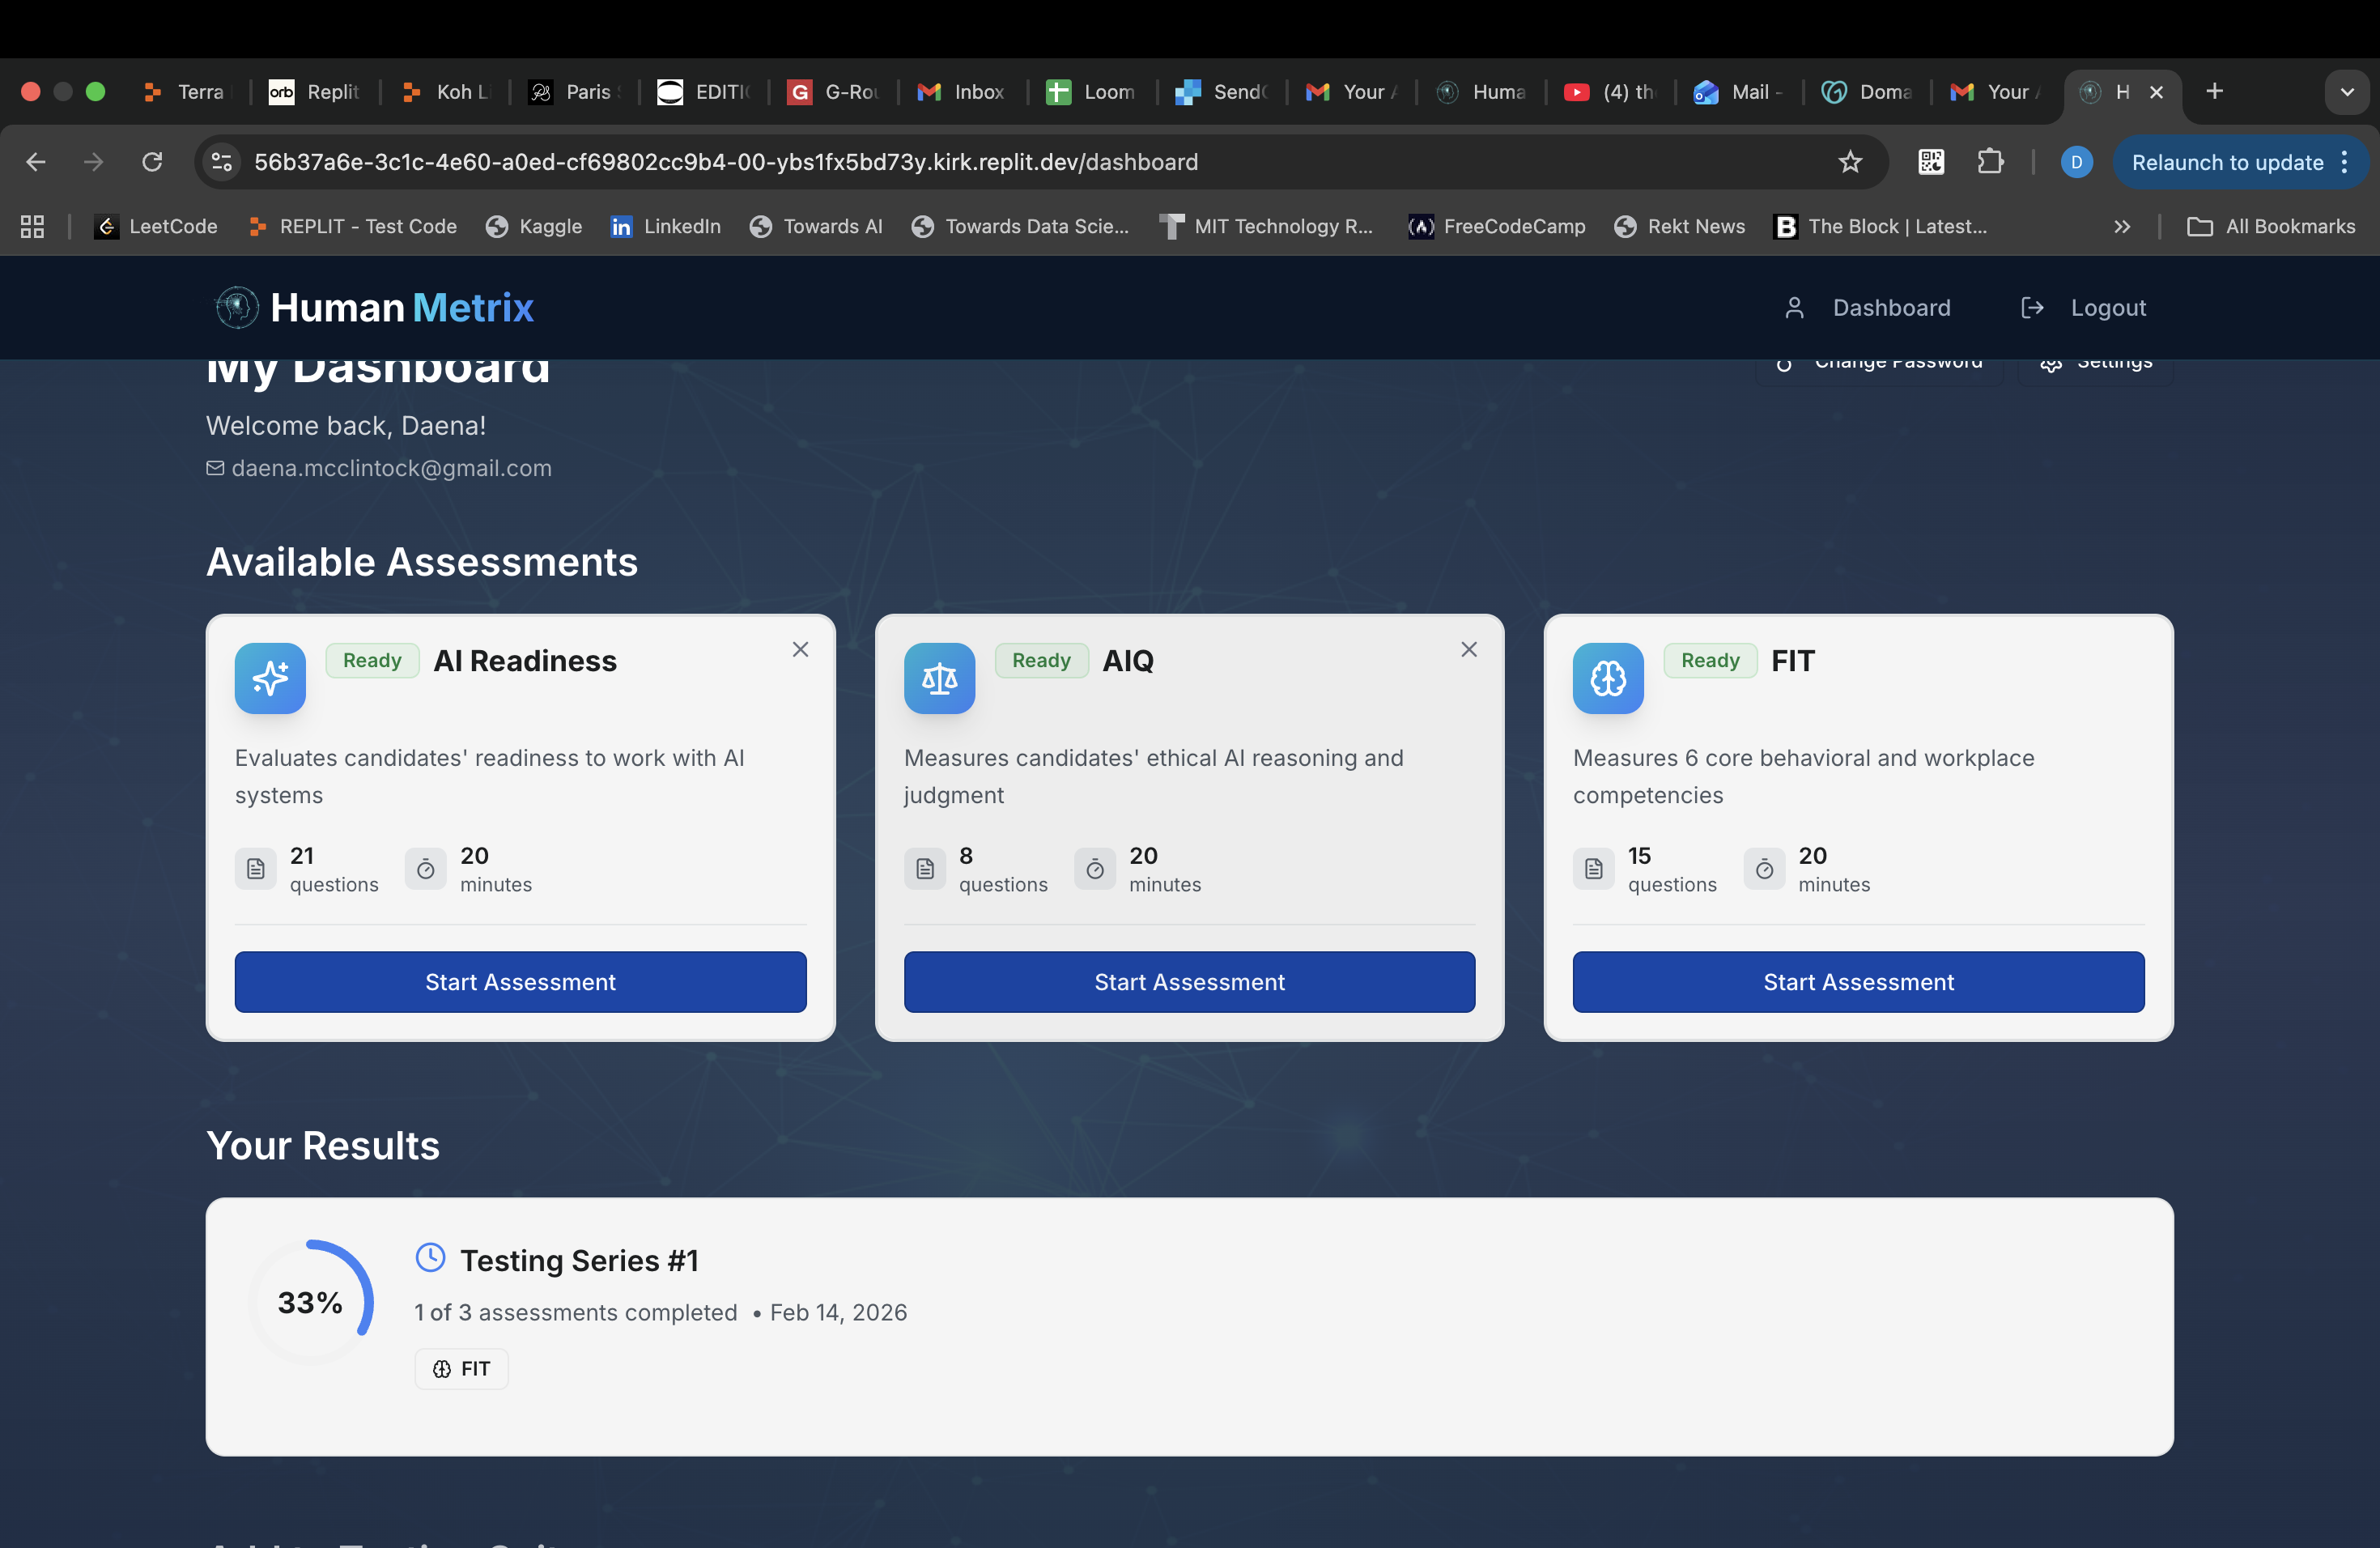 Terra
orb Replit
Koh L
Paris
EDITI
G-Rou
Inbox
Loom
Send
Your
Huma
(4) th
Mail -
Doma
Your
H
56b37a6e-3c1c-4e60-a0ed-cf69802cc9b4-00-ybs1fx5bd73y.kirk.replit.dev/dashboard
D
Relaunch to update
LeetCode
REPLIT - Test Code
Kaggle
in LinkedIn
Towards AI
Towards Data Scie...
MIT Technology R...
FreeCodeCamp
Rekt News
B The Block | Latest...
All Bookmarks
Human Metrix
Dashboard
Logout
My Dashboard
Change Password
Settings
Welcome back, Daena!
daena.mcclintock@gmail.com
Available Assessments
Ready AI Readiness
Evaluates candidates' readiness to work with AI
systems
21
questions
20
minutes
Start Assessment
Ready AIQ
Measures candidates' ethical AI reasoning and
judgment
8
questions
20
minutes
Start Assessment
Ready FIT
Measures 6 core behavioral and workplace
competencies
15
questions
20
minutes
Start Assessment
Your Results
33%
Testing Series #1
1 of 3 assessments completed • Feb 14, 2026
FIT